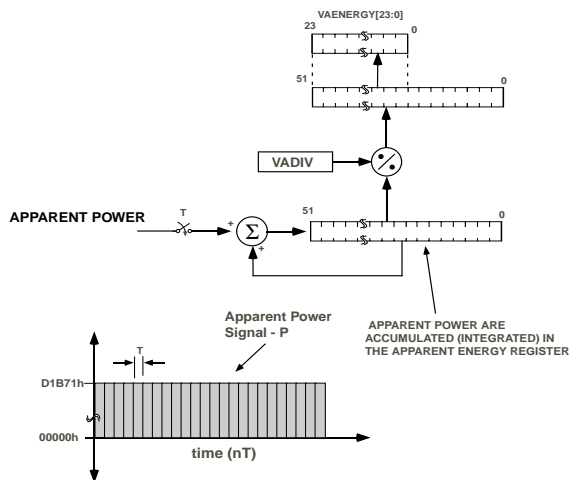 VAENERGY[23:0]
23
0
51
0
VADIV
%
APPARENT POWER
T
+
Σ
+
51
0
Apparent Power
Signal - P
APPARENT POWER ARE
ACCUMULATED (INTEGRATED) IN
THE APPARENT ENERGY REGISTER
T
D1B71h
00000h
time (nT)